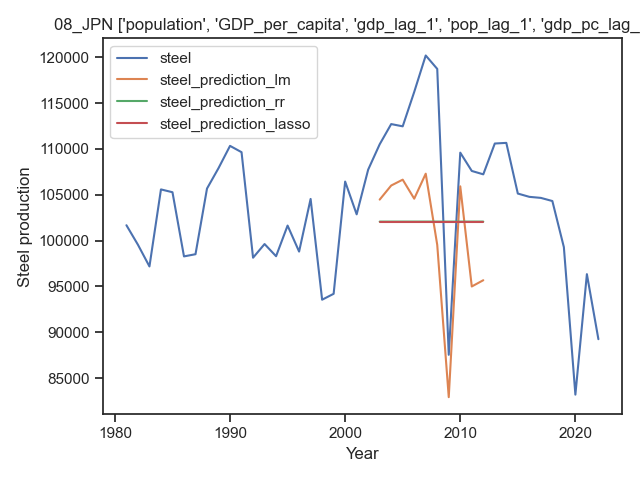 08_JPN ['population', 'GDP_per_capita', 'gdp_lag_1', 'pop_lag_1', 'gdp_pc_lag_
steel
steel_prediction_lm
steel_prediction_rr
steel_prediction_lasso
Steel production
120000
115000
110000
105000
100000
95000
90000
85000
1980 1990 2000 2010 2020
Year